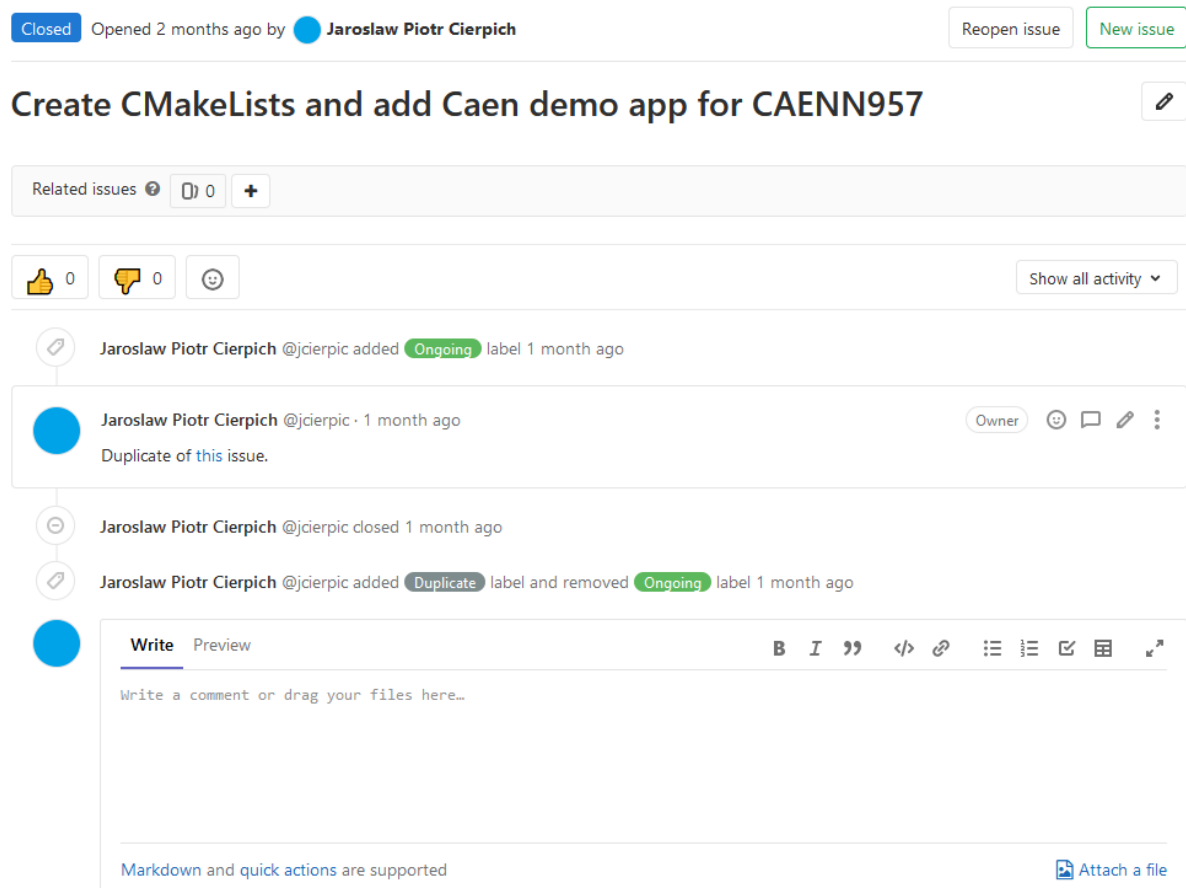 Closed Opened 2 months ago by Jaroslaw Piotr Cierpich Reopen issue New issue
Create CMakeLists and add Caen demo app for CAENN957
Related issues ? 0 +
0 0 Show all activity
Jaroslaw Piotr Cierpich @jcierpic added Ongoing label 1 month ago
Jaroslaw Piotr Cierpich @jcierpic · 1 month ago Owner
Duplicate of this issue.
Jaroslaw Piotr Cierpich @jcierpic closed 1 month ago
Jaroslaw Piotr Cierpich @jcierpic added Duplicate label and removed Ongoing label 1 month ago
Write Preview B I
Write a comment or drag your files here…
Markdown and quick actions are supported Attach a file